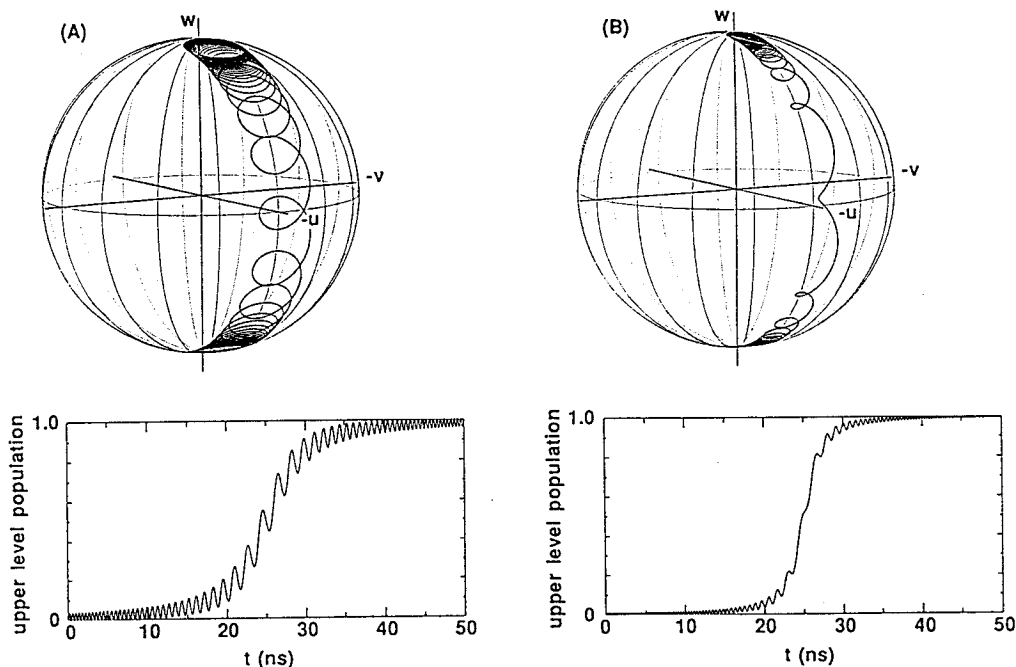 (A)
w
-v
-u
(B)
w
-v
-u
upper level population
1.0
0
0 10 20 30 40 50
t (ns)
upper level population
1.0
0
0 10 20 30 40 50
t (ns)